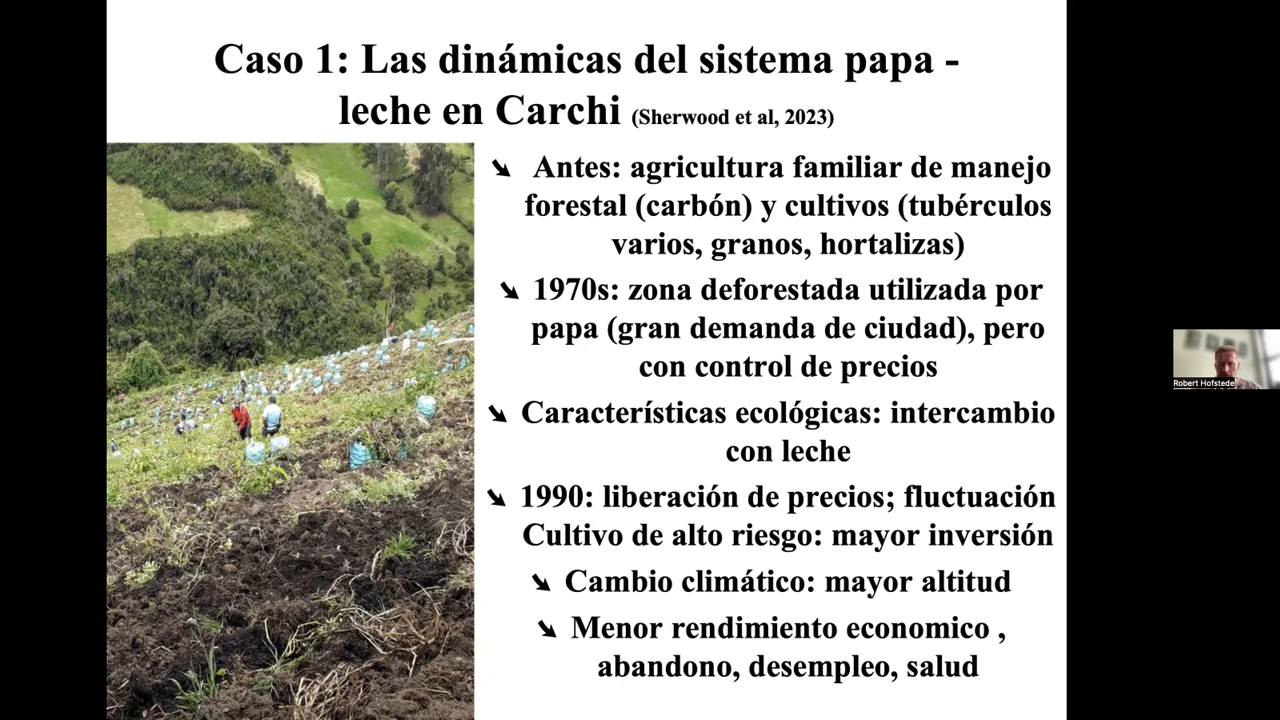 Caso 1: Las dinámicas del sistema papa -
leche en Carchi (Sherwood et al, 2023)
Antes: agricultura familiar de manejo
forestal (carbón) y cultivos (tubérculos
varios, granos, hortalizas)
1970s: zona deforestada utilizada por
papa (gran demanda de ciudad), pero
con control de precios
Características ecológicas: intercambio
con leche
1990: liberación de precios; fluctuación
Cultivo de alto riesgo: mayor inversión
Cambio climático: mayor altitud
Menor rendimiento economico ,
abandono, desempleo, salud
Robert Hofstede